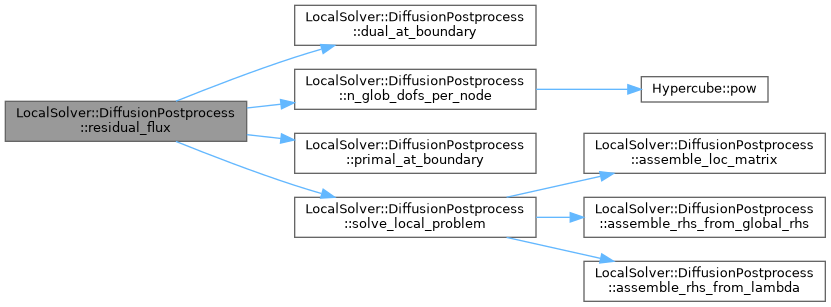 LocalSolver::DiffusionPostprocess
::residual_flux
LocalSolver::DiffusionPostprocess
::dual_at_boundary
LocalSolver::DiffusionPostprocess
::n_glob_dofs_per_node
Hypercube::pow
LocalSolver::DiffusionPostprocess
::primal_at_boundary
LocalSolver::DiffusionPostprocess
::solve_local_problem
LocalSolver::DiffusionPostprocess
::assemble_loc_matrix
LocalSolver::DiffusionPostprocess
::assemble_rhs_from_global_rhs
LocalSolver::DiffusionPostprocess
::assemble_rhs_from_lambda